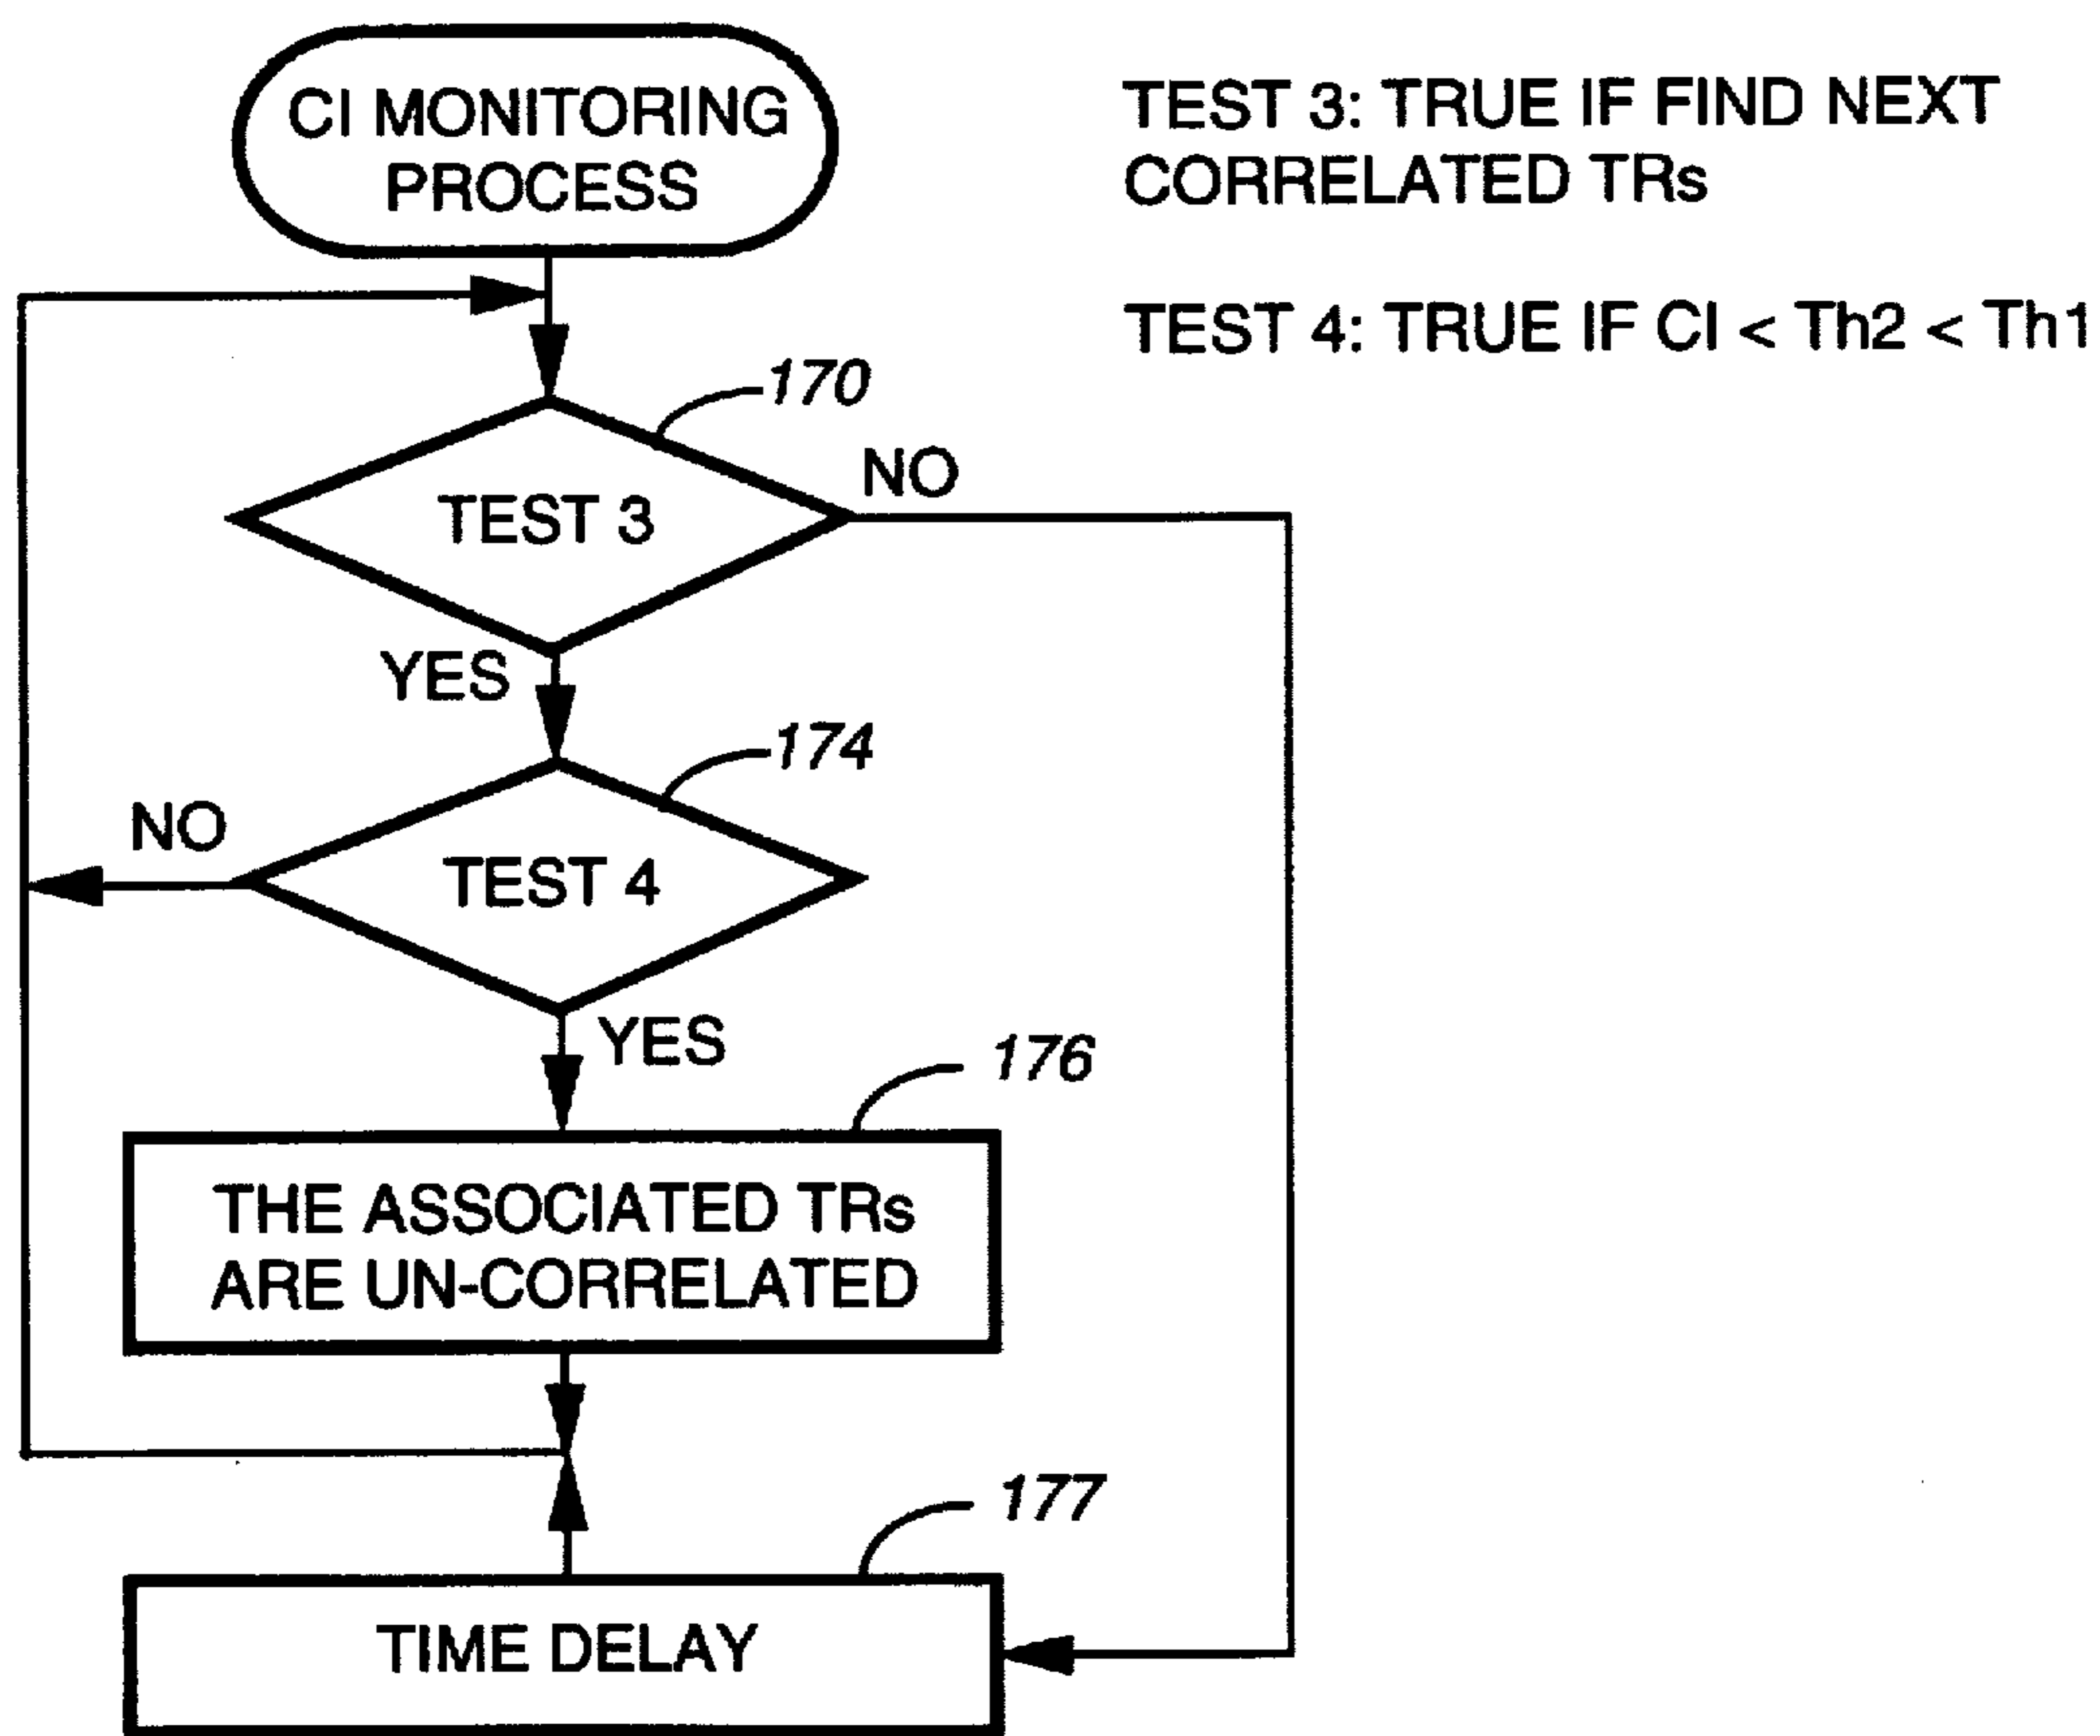 CI MONITORING
PROCESS
TEST 3: TRUE IF FIND NEXT
CORRELATED TRs
TEST 4: TRUE IF CI < Th2 < Th1
170
TEST 3
NO
YES
174
NO
TEST 4
YES
176
THE ASSOCIATED TRs
ARE UN-CORRELATED
177
TIME DELAY